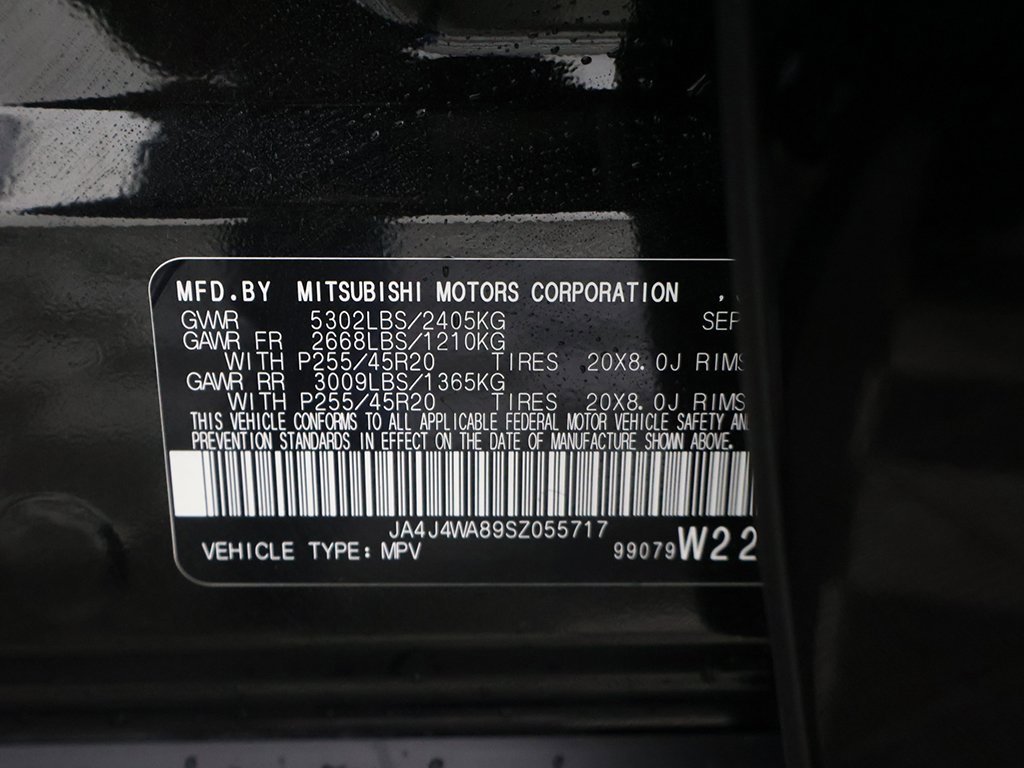 MFD.BY MITSUBISHI MOTORS CORPORATION ,
GVWR 5302LBS/2405KG SEP
GAWR FR 2668LBS/1210KG
WITH P255/45R20 TIRES 20X8.0J RIMS
GAWR RR 3009LBS/1365KG
WITH P255/45R20 TIRES 20X8.0J RIMS
THIS VEHICLE CONFORMS TO ALL APPLICABLE FEDERAL MOTOR VEHICLE SAFETY AN
PREVENTION STANDARDS IN EFFECT ON THE DATE OF MANUFACTURE SHOWN ABOVE.
JA4J4WA89SZ055717
VEHICLE TYPE: MPV 99079 W22